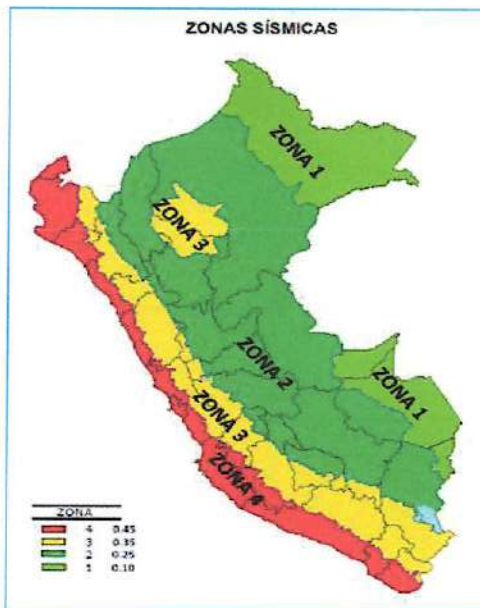 ZONAS SÍSMICAS
ZONA 1
ZONA 3
ZONA 2
ZONA 1
ZONA 3
ZONA 4
ZONA
4 0.45
3 0.35
2 0.25
1 0.10